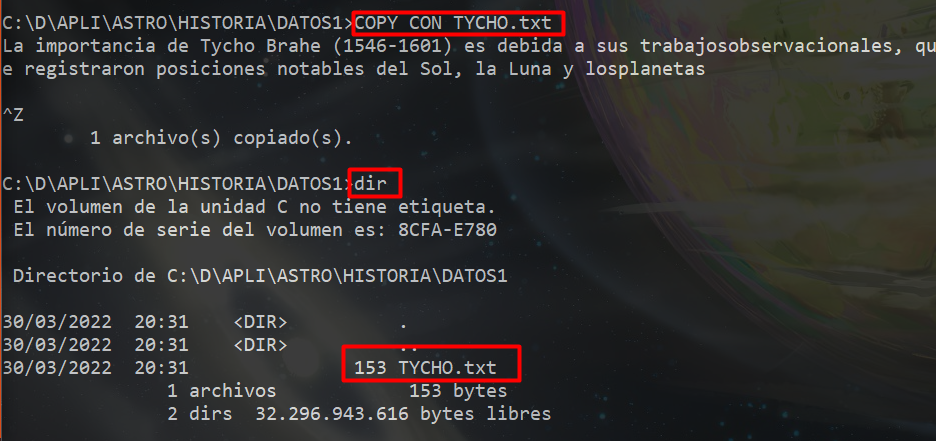 C:\D\APLI\ASTRO\HISTORIA\DATOS1>COPY CON TYCHO.txt
La importancia de Tycho Brahe (1546-1601) es debida a sus trabajosobservacionales, qu
e registraron posiciones notables del Sol, la Luna y losplanetas
^Z
1 archivo(s) copiado(s).
C:\D\APLI\ASTRO\HISTORIA\DATOS1>dir
El volumen de la unidad C no tiene etiqueta.
El número de serie del volumen es: 8CFA-E780
Directorio de C:\D\APLI\ASTRO\HISTORIA\DATOS1
30/03/2022 20:31 <DIR> .
30/03/2022 20:31 <DIR> ..
30/03/2022 20:31 153 TYCHO.txt
1 archivos 153 bytes
2 dirs 32.296.943.616 bytes libres